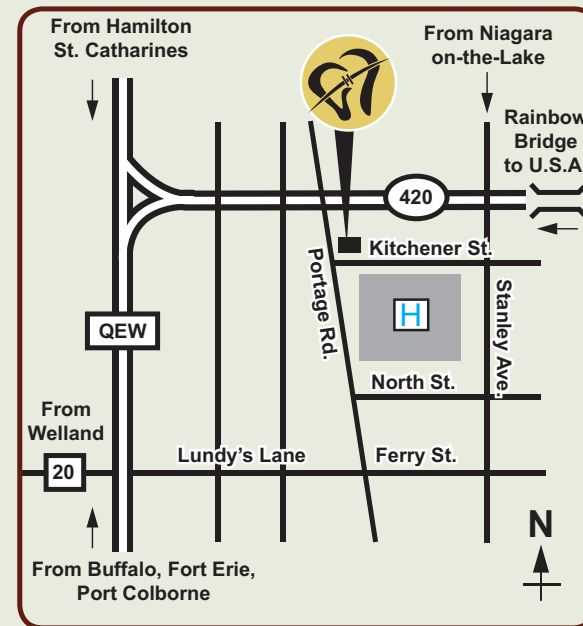 From Hamilton
St. Catharines
From Niagara
on-the-Lake
Rainbow
Bridge
to U.S.A.
420
Kitchener St.
Portage Rd.
H
Stanley Ave.
QEW
North St.
From
Welland
20
Lundy's Lane
Ferry St.
N
From Buffalo, Fort Erie,
Port Colborne